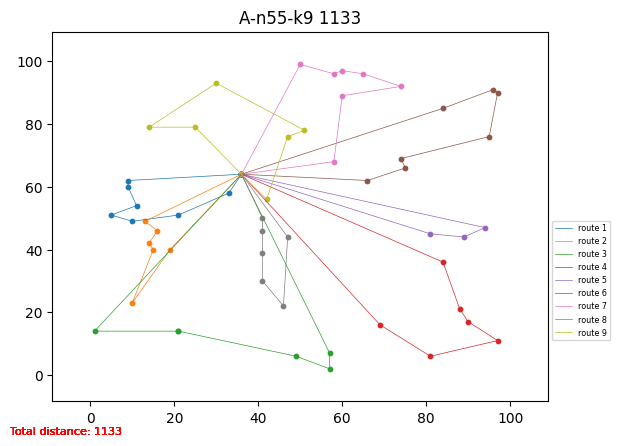 A-n55-k9 1133
100
80
60
40
20
0
0 20 40 60 80 100
route 1
route 2
route 3
route 4
route 5
route 6
route 7
route 8
route 9
Total distance: 1133